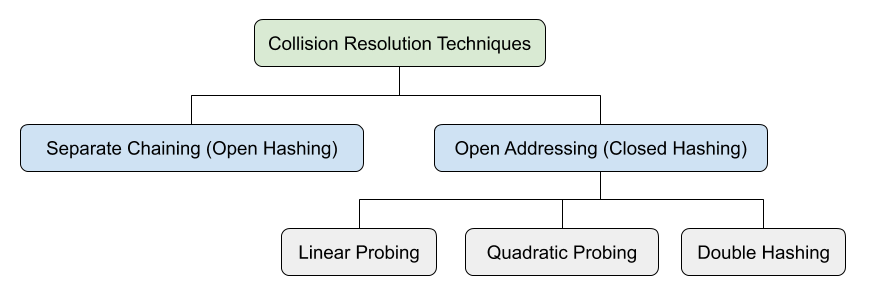 Collision Resolution Techniques
Separate Chaining (Open Hashing)
Open Addressing (Closed Hashing)
Linear Probing
Quadratic Probing
Double Hashing